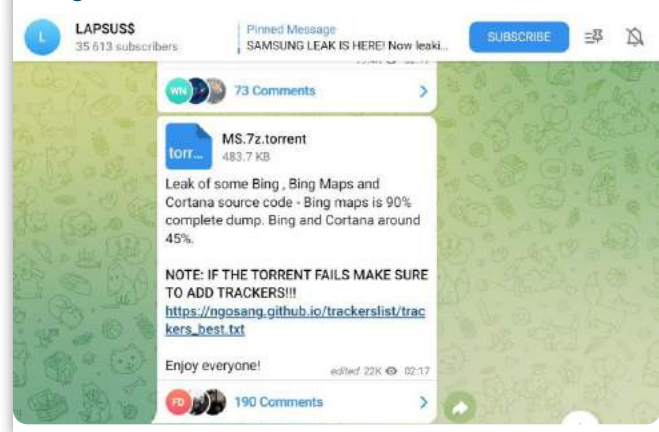 L
LAPSUS$
35 613 subscribers
Pinned Message
SAMSUNG LEAK IS HERE! Now leaki...
SUBSCRIBE
WN
73 Comments
torr...
MS.7z.torrent
483.7 KB
Leak of some Bing , Bing Maps and
Cortana source code - Bing maps is 90%
complete dump. Bing and Cortana around
45%.
NOTE: IF THE TORRENT FAILS MAKE SURE
TO ADD TRACKERS!!!
https://ngosang.github.io/trackerslist/trac
kers_best.txt
Enjoy everyone!
edited 22K 02:17
FD
190 Comments